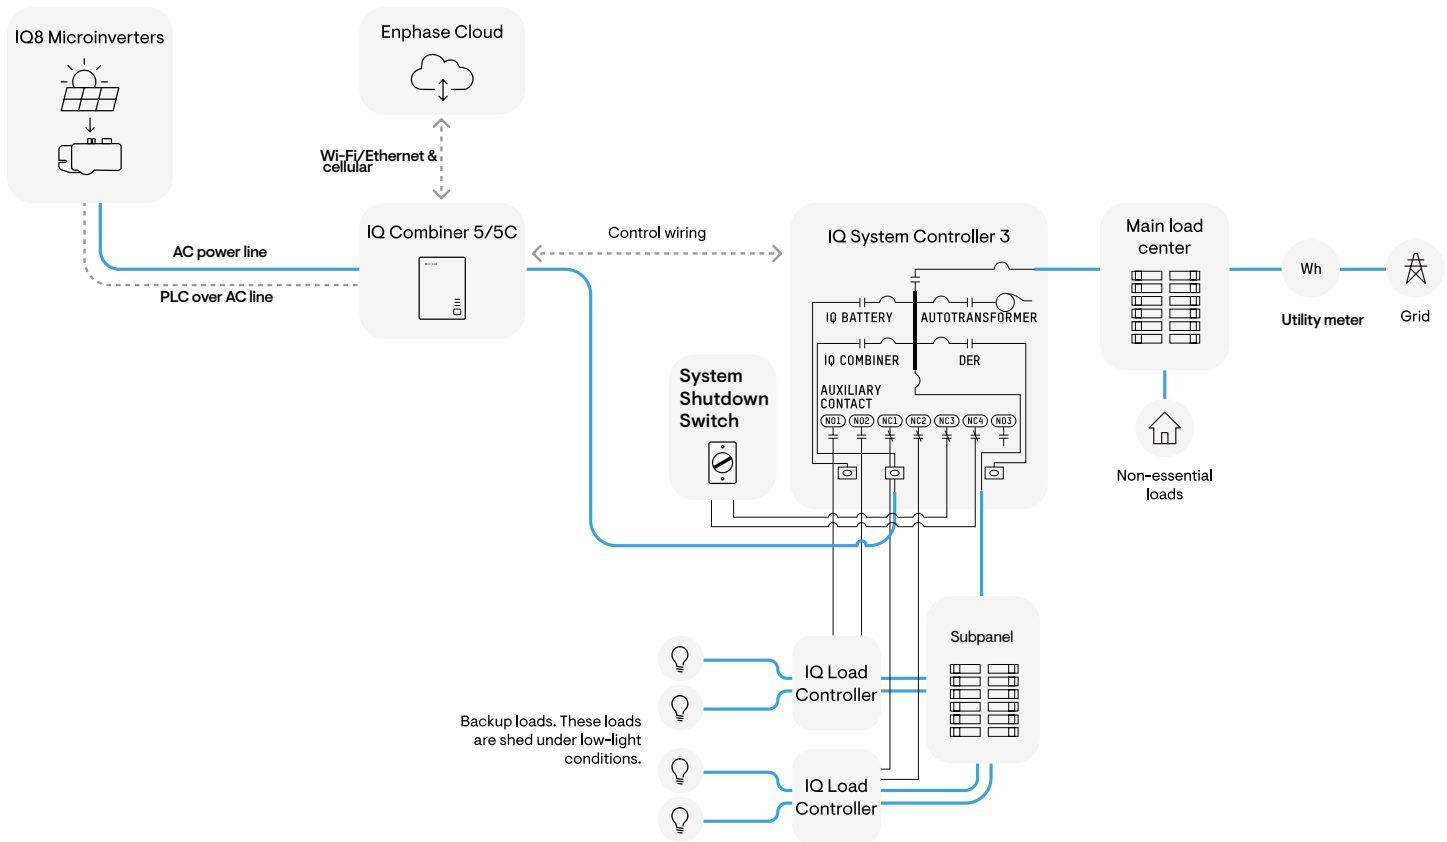 IQ8 Microinverters
Enphase Cloud
Wi-Fi/Ethernet &
cellular
IQ Combiner 5/5C
AC power line
PLC over AC line
Control wiring
IQ System Controller 3
IQ BATTERY
AUTOTRANSFORMER
IQ COMBINER
DER
AUXILIARY
CONTACT
NO1 NO2 NC1 NC2 NC3 NC4 NO3
System
Shutdown
Switch
Main load
center
Wh
Utility meter
Grid
Non-essential
loads
Subpanel
IQ Load
Controller
Backup loads. These loads
are shed under low-light
conditions.
IQ Load
Controller